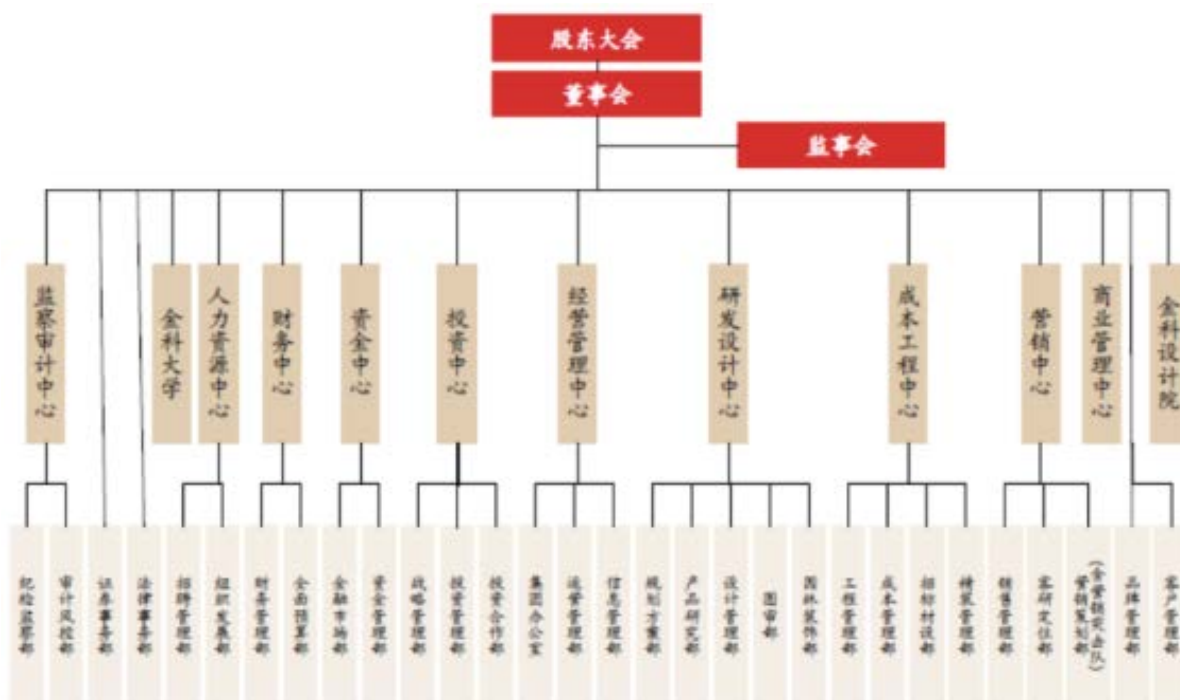 股东大会
董事会
监事会
监察审计中心
金科大学
人力资源中心
财务中心
资金中心
投资中心
经营管理中心
研发设计中心
成本工程中心
营销中心
商业管理中心
金科设计院
纪检监察部
审计风控部
证券事务部
法律事务部
招聘管理部
组织发展部
财务管理部
全面预算部
金融市场部
资金管理部
战略管理部
投资管理部
投资合作部
集团办公室
运营管理部
信息管理部
规划方案部
产品研究部
设计管理部
图审部
园林装饰部
工程管理部
成本管理部
招标材设部
精装管理部
销售管理部
客研定位部
营销策划部
(含营销突击队)
品牌管理部
客户管理部